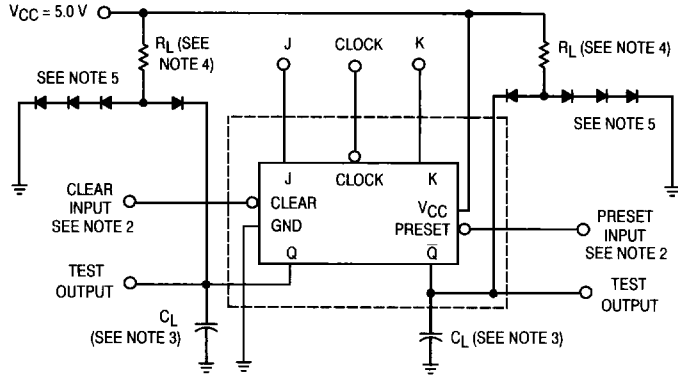 VCC = 5.0 V
RL (SEE NOTE 4)
J
CLOCK
K
RL (SEE NOTE 4)
SEE NOTE 5
SEE NOTE 5
J
CLOCK
K
CLEAR
INPUT
SEE NOTE 2
CLEAR
GND
VCC
PRESET
PRESET
INPUT
SEE NOTE 2
Q
Q̅
TEST
OUTPUT
TEST
OUTPUT
CL
(SEE NOTE 3)
CL (SEE NOTE 3)